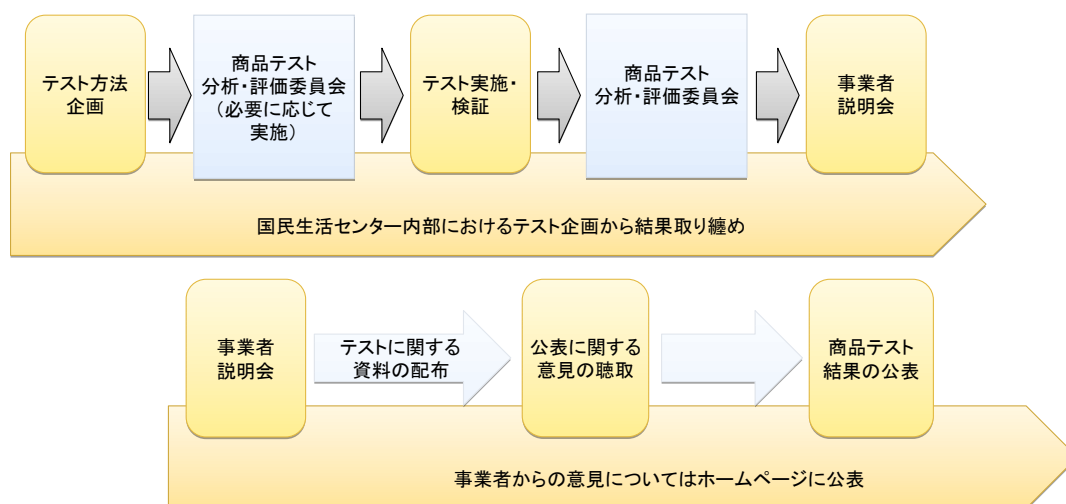 テスト方法
企画
商品テスト
分析・評価委員会
（必要に応じて
実施）
テスト実施・
検証
商品テスト
分析・評価委員会
事業者
説明会
国民生活センター内部におけるテスト企画から結果取り纏め
事業者
説明会
テストに関する
資料の配布
公表に関する
意見の聴取
商品テスト
結果の公表
事業者からの意見についてはホームページに公表